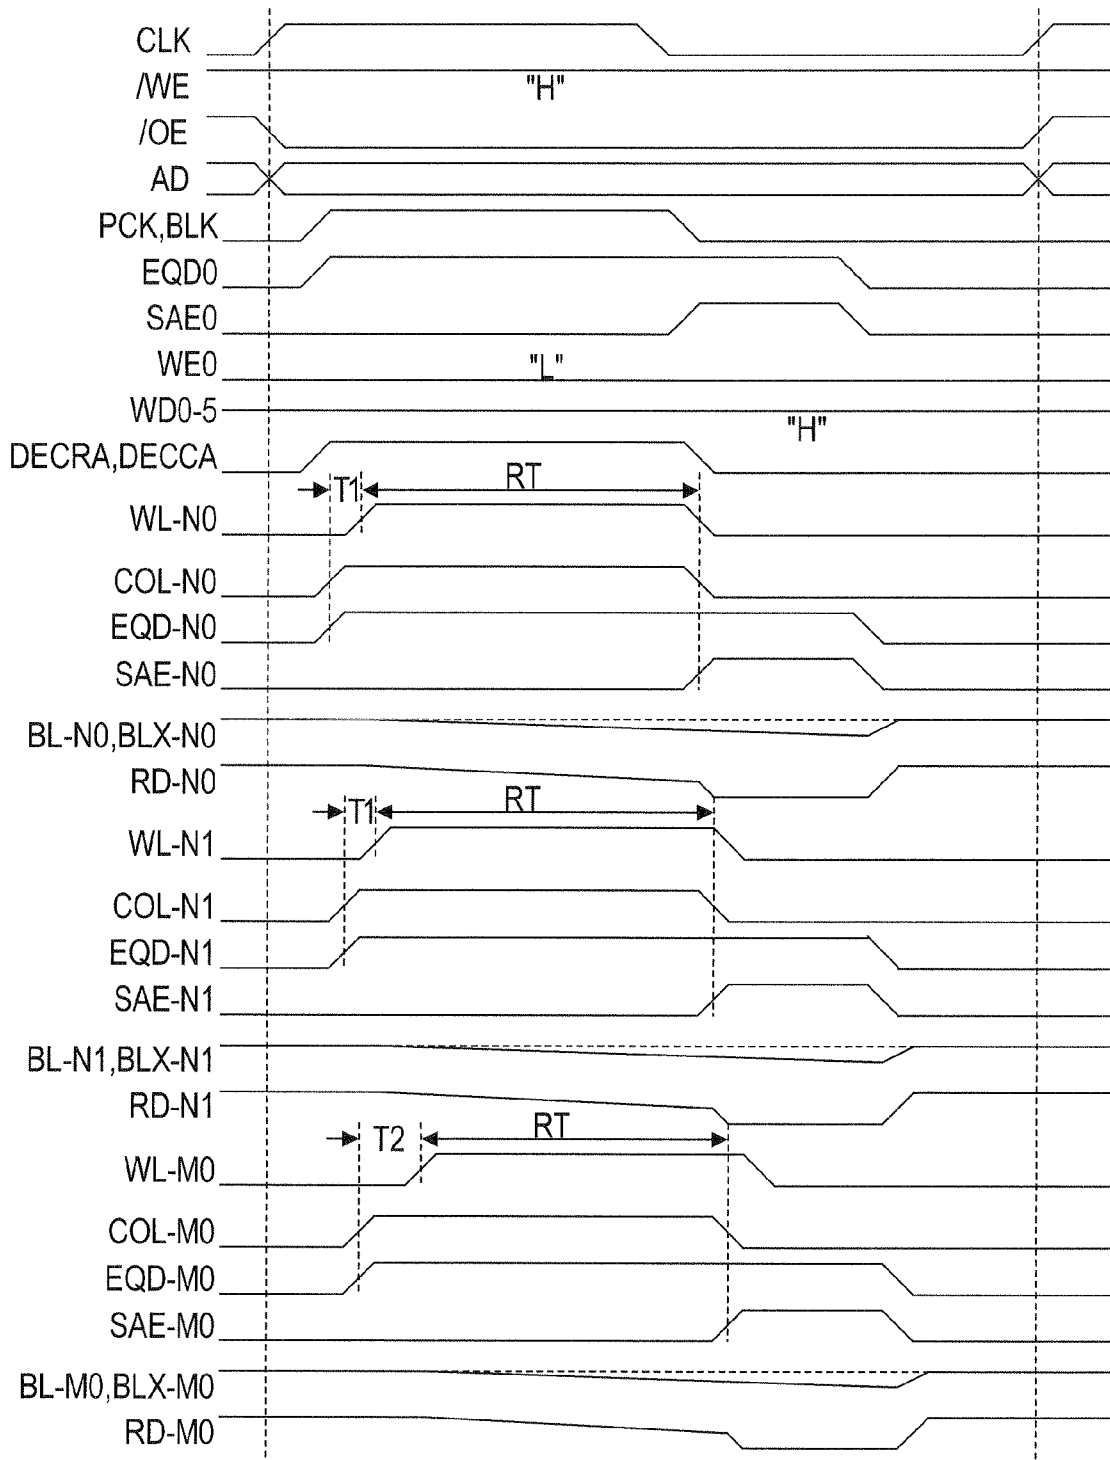 CLK
/WE
"H"
/OE
AD
PCK,BLK
EQD0
SAE0
WE0
"L"
WD0-5
"H"
DECRA,DECCA
T1
RT
WL-N0
COL-N0
EQD-N0
SAE-N0
BL-N0,BLX-N0
RD-N0
T1
RT
WL-N1
COL-N1
EQD-N1
SAE-N1
BL-N1,BLX-N1
RD-N1
T2
RT
WL-M0
COL-M0
EQD-M0
SAE-M0
BL-M0,BLX-M0
RD-M0